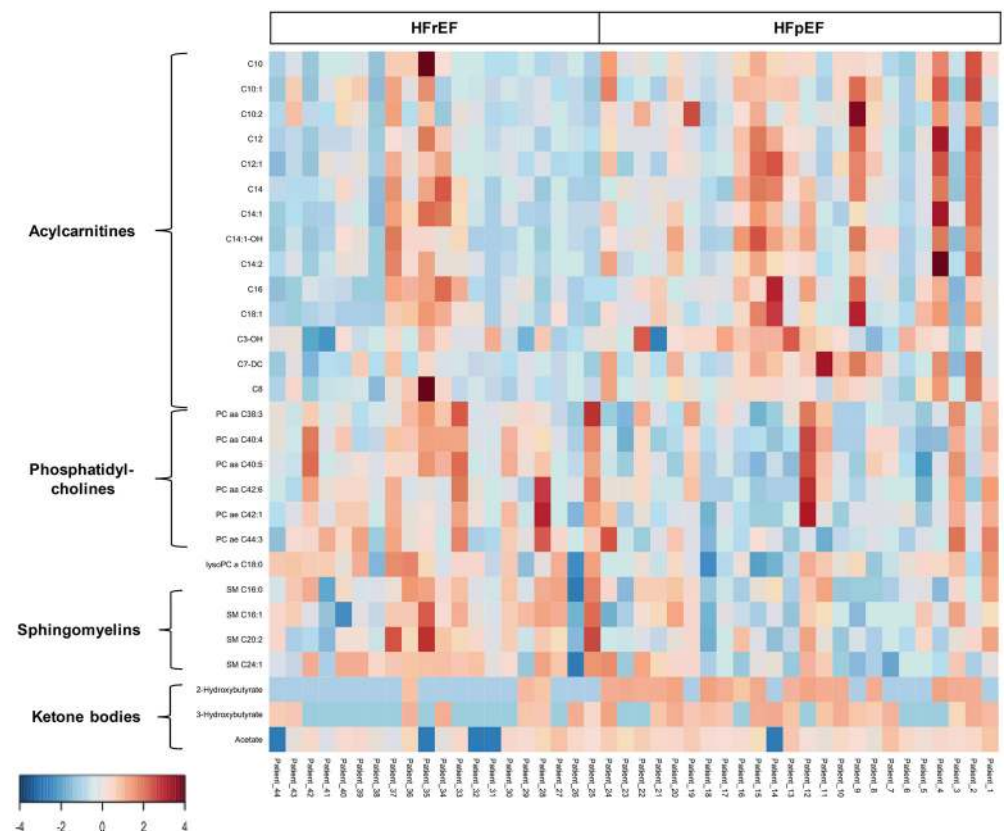 HFrEF
HFpEF
Acylcarnitines
C10
C10:1
C10:2
C12
C12:1
C14
C14:1
C14:1-OH
C14:2
C16
C18:1
C3-OH
C7-DC
C8
Phosphatidyl-
cholines
PC aa C38:3
PC aa C40:4
PC aa C40:5
PC aa C42:6
PC ae C42:1
PC ae C44:3
lysoPC a C18:0
Sphingomyelins
SM C16:0
SM C16:1
SM C20:2
SM C24:1
Ketone bodies
2-Hydroxybutyrate
3-Hydroxybutyrate
Acetate
Patient_44
Patient_43
Patient_42
Patient_41
Patient_40
Patient_39
Patient_38
Patient_37
Patient_36
Patient_35
Patient_34
Patient_33
Patient_32
Patient_31
Patient_30
Patient_29
Patient_28
Patient_27
Patient_26
Patient_25
Patient_24
Patient_23
Patient_22
Patient_21
Patient_20
Patient_19
Patient_18
Patient_17
Patient_16
Patient_15
Patient_14
Patient_13
Patient_12
Patient_11
Patient_10
Patient_9
Patient_8
Patient_7
Patient_6
Patient_5
Patient_4
Patient_3
Patient_2
Patient_1
-4 -2 0 2 4